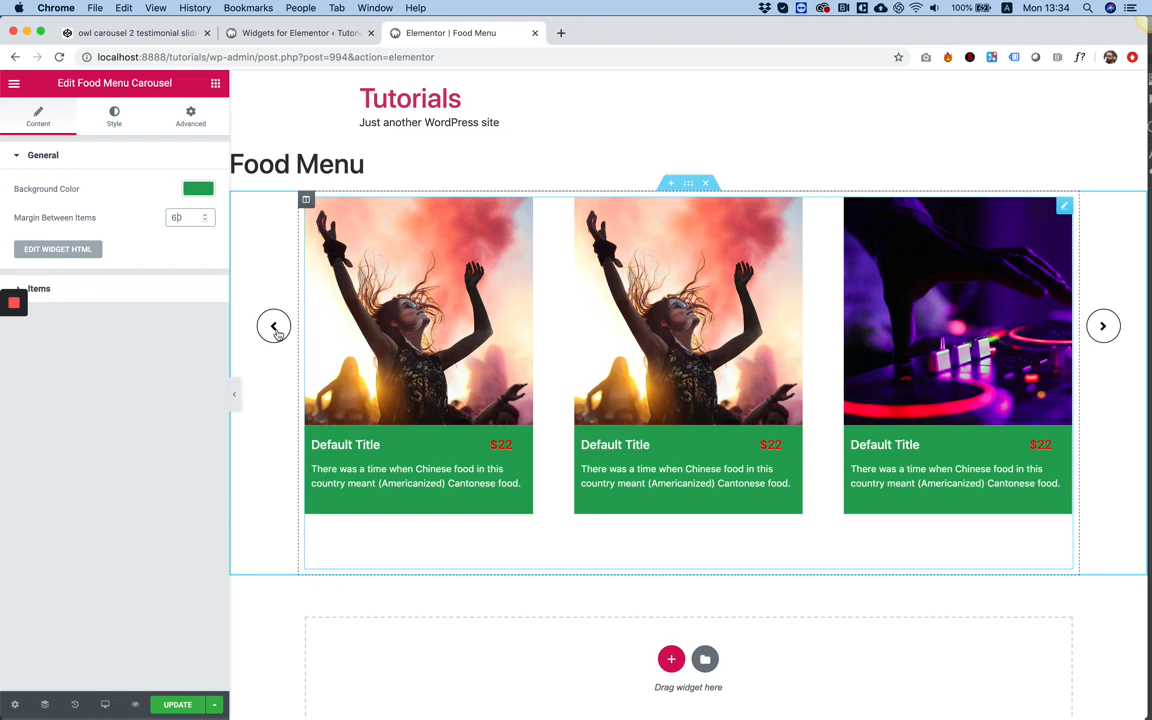 Chrome File Edit View History Bookmarks People Tab Window Help 100% A Mon 13:34
owl carousel 2 testimonial slide
Widgets for Elementor ‹ Tutori
Elementor | Food Menu
localhost:8888/tutorials/wp-admin/post.php?post=994&action=elementor
f?
Edit Food Menu Carousel
Content Style Advanced
General
Background Color
Margin Between Items 60
EDIT WIDGET HTML
Items
UPDATE
Tutorials
Just another WordPress site
Food Menu
Default Title $22
There was a time when Chinese food in this
country meant (Americanized) Cantonese food.
Default Title $22
There was a time when Chinese food in this
country meant (Americanized) Cantonese food.
Default Title $22
There was a time when Chinese food in this
country meant (Americanized) Cantonese food.
Drag widget here